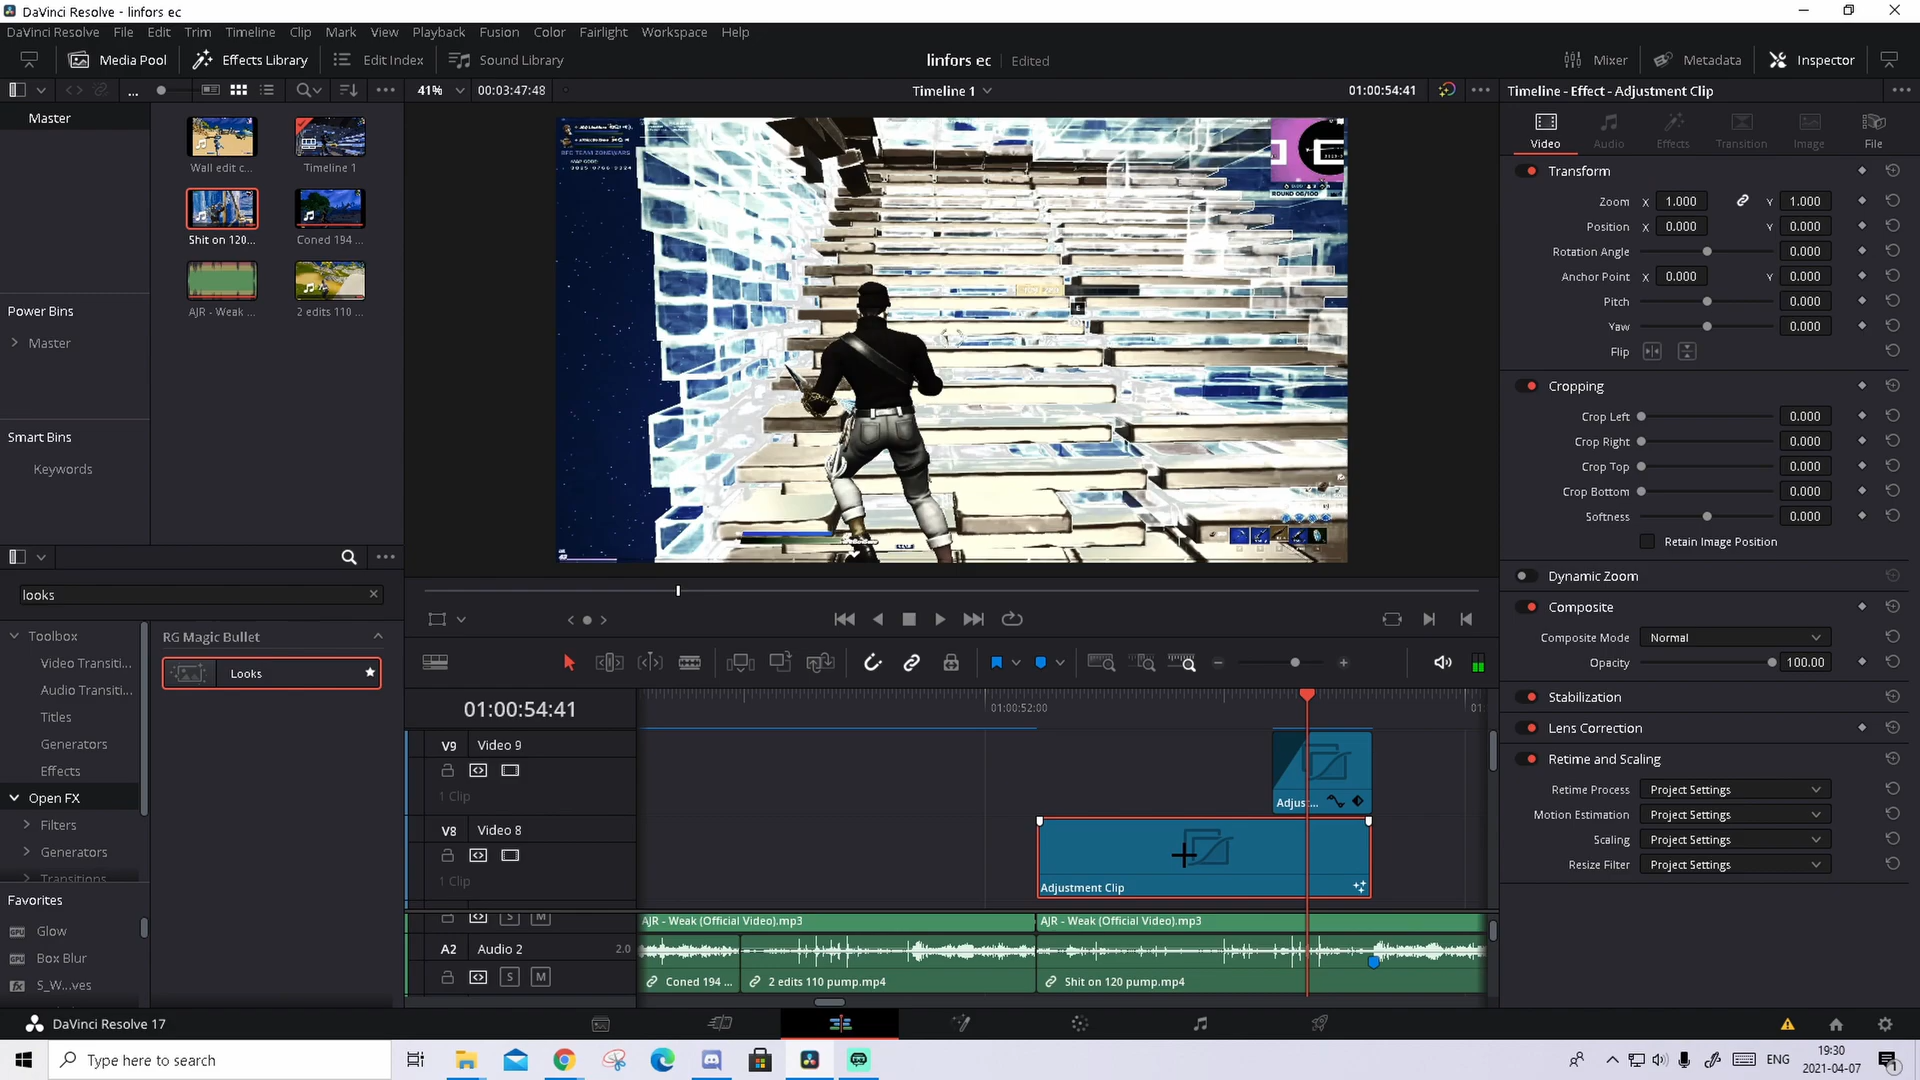 DaVinci Resolve - linfors ec
DaVinci Resolve File Edit Trim Timeline Clip Mark View Playback Fusion Color Fairlight Workspace Help
Media Pool Effects Library Edit Index Sound Library linfors ec Edited Mixer Metadata Inspector
... 41% 00:03:47:48 Timeline 1 01:00:54:41 Timeline - Effect - Adjustment Clip
Master
Wall edit c...
Timeline 1
Shit on 120...
Coned 194 ...
AJR - Weak ...
2 edits 110 ...
Power Bins
Master
Smart Bins
Keywords
looks
Toolbox
Video Transiti...
Audio Transiti...
Titles
Generators
Effects
Open FX
Filters
Generators
Transitions
RG Magic Bullet
Looks
Favorites
Glow
Box Blur
S_W...ves
E
Video Audio Effects Transition Image File
Transform
Zoom X 1.000 Y 1.000
Position X 0.000 Y 0.000
Rotation Angle 0.000
Anchor Point X 0.000 Y 0.000
Pitch 0.000
Yaw 0.000
Flip
Cropping
Crop Left 0.000
Crop Right 0.000
Crop Top 0.000
Crop Bottom 0.000
Softness 0.000
Retain Image Position
Dynamic Zoom
Composite
Composite Mode Normal
Opacity 100.00
Stabilization
Lens Correction
Retime and Scaling
Retime Process Project Settings
Motion Estimation Project Settings
Scaling Project Settings
Resize Filter Project Settings
01:00:54:41 01:00:52:00
V9 Video 9
1 Clip
Adjust...
V8 Video 8
1 Clip
Adjustment Clip
S M
AJR - Weak (Official Video).mp3 AJR - Weak (Official Video).mp3
A2 Audio 2 2.0
S M
Coned 194 ... 2 edits 110 pump.mp4 Shit on 120 pump.mp4
DaVinci Resolve 17
Type here to search
ENG
19:30
2021-04-07
1